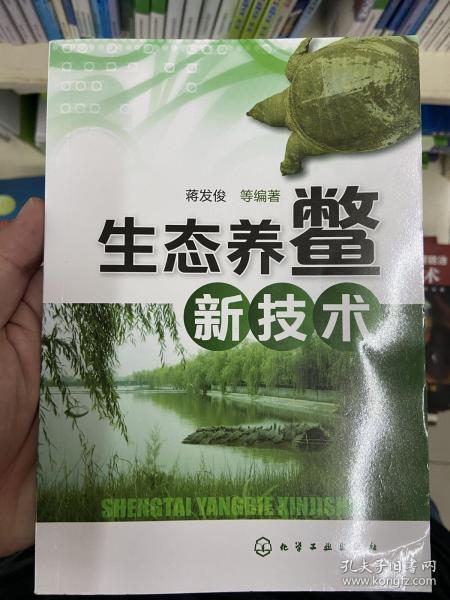 蒋发俊 等编著
生态养鳖
新技术
SHENGTAI YANGBIE XINJISH
化学工业出版社
孔夫子旧书网
www.kongfz.com